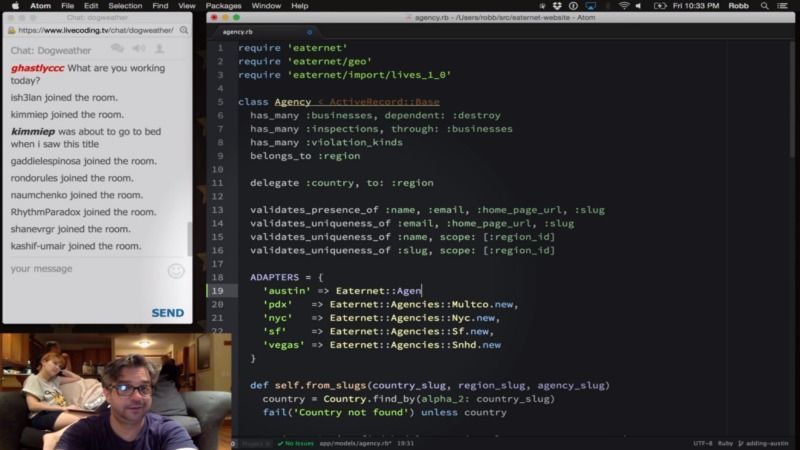 Atom File Edit View Selection Find Packages Window Help
Fri 10:33 PM Robb
Chat: dogweather
https://www.livecoding.tv/chat/dogweather/
Chat: Dogweather
ghastlyccc What are you working
today?
ish3lan joined the room.
kimmiep joined the room.
kimmiep was about to go to bed
when i saw this title
gaddielespinosa joined the room.
rondorules joined the room.
naumchenko joined the room.
RhythmParadox joined the room.
shanevrgr joined the room.
kashif-umair joined the room.
your message
SEND
agency.rb - /Users/robb/src/eaternet-website - Atom
agency.rb
1 require 'eaternet'
2 require 'eaternet/geo'
3 require 'eaternet/import/lives_1_0'
4
5 class Agency < ActiveRecord::Base
6 has_many :businesses, dependent: :destroy
7 has_many :inspections, through: :businesses
8 has_many :violation_kinds
9 belongs_to :region
10
11 delegate :country, to: :region
12
13 validates_presence_of :name, :email, :home_page_url, :slug
14 validates_uniqueness_of :email, :home_page_url, :slug
15 validates_uniqueness_of :name, scope: [:region_id]
16 validates_uniqueness_of :slug, scope: [:region_id]
17
18 ADAPTERS = {
19 'austin' => Eaternet::Agen
20 'pdx' => Eaternet::Agencies::Multco.new,
21 'nyc' => Eaternet::Agencies::Nyc.new,
22 'sf' => Eaternet::Agencies::Sf.new,
'vegas' => Eaternet::Agencies::Snhd.new
}
def self.from_slugs(country_slug, region_slug, agency_slug)
country = Country.find_by(alpha_2: country_slug)
fail('Country not found') unless country
Project 0 No Issues app/models/agency.rb* 19:31 UTF-8 Ruby adding-austin